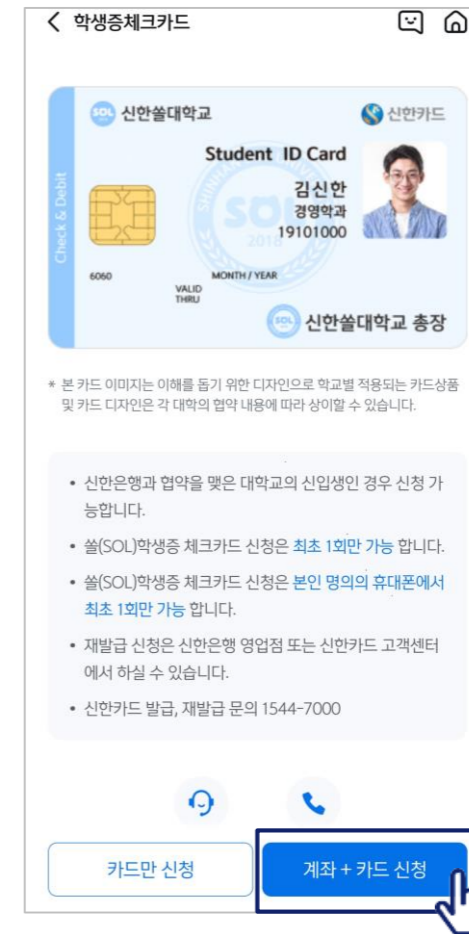 학생증체크카드
SOL 신한쏠대학교
신한카드
Student ID Card
김신한
경영학과
19101000
Check & Debit
SOL
2018
6060
MONTH / YEAR
VALID
THRU
SOL 신한쏠대학교 총장
* 본 카드 이미지는 이해를 돕기 위한 디자인으로 학교별 적용되는 카드상품
및 카드 디자인은 각 대학의 협약 내용에 따라 상이할 수 있습니다.
• 신한은행과 협약을 맺은 대학교의 신입생인 경우 신청 가
능합니다.
• 쏠(SOL)학생증 체크카드 신청은 최초 1회만 가능 합니다.
• 쏠(SOL)학생증 체크카드 신청은 본인 명의의 휴대폰에서
최초 1회만 가능 합니다.
• 재발급 신청은 신한은행 영업점 또는 신한카드 고객센터
에서 하실 수 있습니다.
• 신한카드 발급, 재발급 문의 1544-7000
카드만 신청
계좌 + 카드 신청